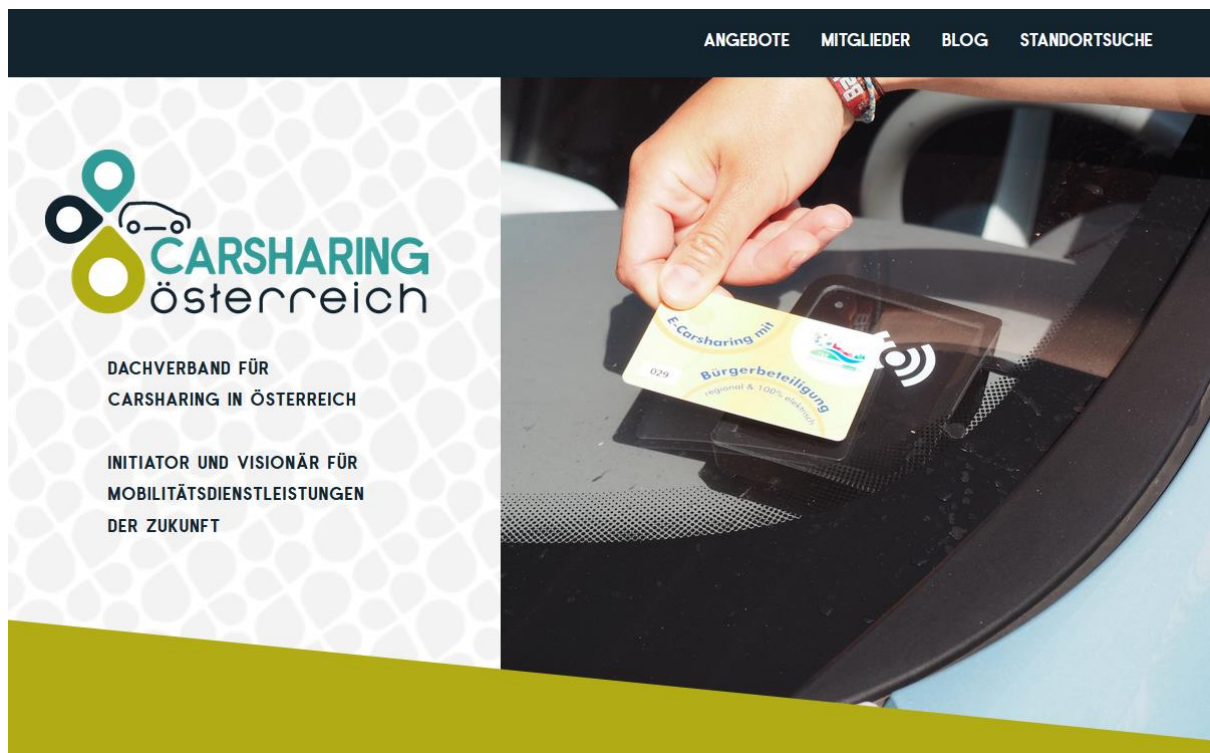 ANGEBOTE MITGLIEDER BLOG STANDORTSUCHE
CARSHARING
österreich
DACHVERBAND FÜR
CARSHARING IN ÖSTERREICH
INITIATOR UND VISIONÄR FÜR
MOBILITÄTSDIENSTLEISTUNGEN
DER ZUKUNFT
E-Carsharing mit
029
Bürgerbeteiligung
regional & 100% elektrisch